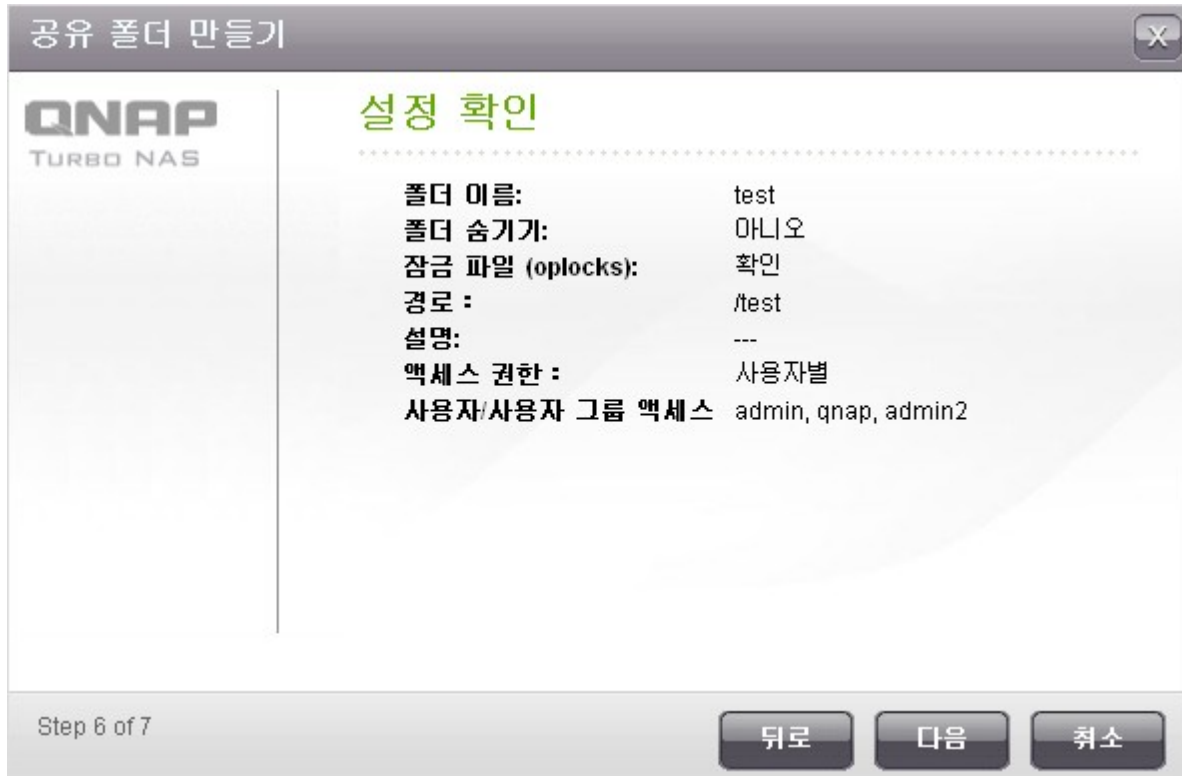 공유 폴더 만들기
X
QNAP
TURBO NAS
설정 확인
폴더 이름: test
폴더 숨기기: 아니오
잠금 파일 (oplocks): 확인
경로 : /test
설명: ---
액세스 권한 : 사용자별
사용자/사용자 그룹 액세스 admin, qnap, admin2
Step 6 of 7
뒤로 다음 취소